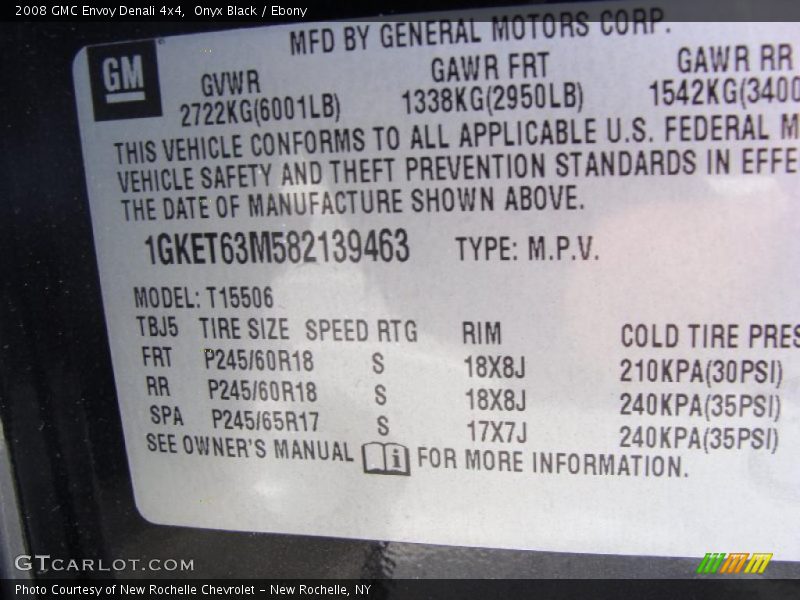 2008 GMC Envoy Denali 4x4, Onyx Black / Ebony
MFD BY GENERAL MOTORS CORP.
GM
GVWR GAWR FRT GAWR RR
2722KG(6001LB) 1338KG(2950LB) 1542KG(3400
THIS VEHICLE CONFORMS TO ALL APPLICABLE U.S. FEDERAL M
VEHICLE SAFETY AND THEFT PREVENTION STANDARDS IN EFFE
THE DATE OF MANUFACTURE SHOWN ABOVE.
1GKET63M582139463 TYPE: M.P.V.
MODEL: T15506
TBJ5 TIRE SIZE SPEED RTG RIM COLD TIRE PRES
FRT P245/60R18 S 18X8J 210KPA(30PSI)
RR P245/60R18 S 18X8J 240KPA(35PSI)
SPA P245/65R17 S 17X7J 240KPA(35PSI)
SEE OWNER'S MANUAL i FOR MORE INFORMATION.
GTCARLOT.COM
Photo Courtesy of New Rochelle Chevrolet - New Rochelle, NY